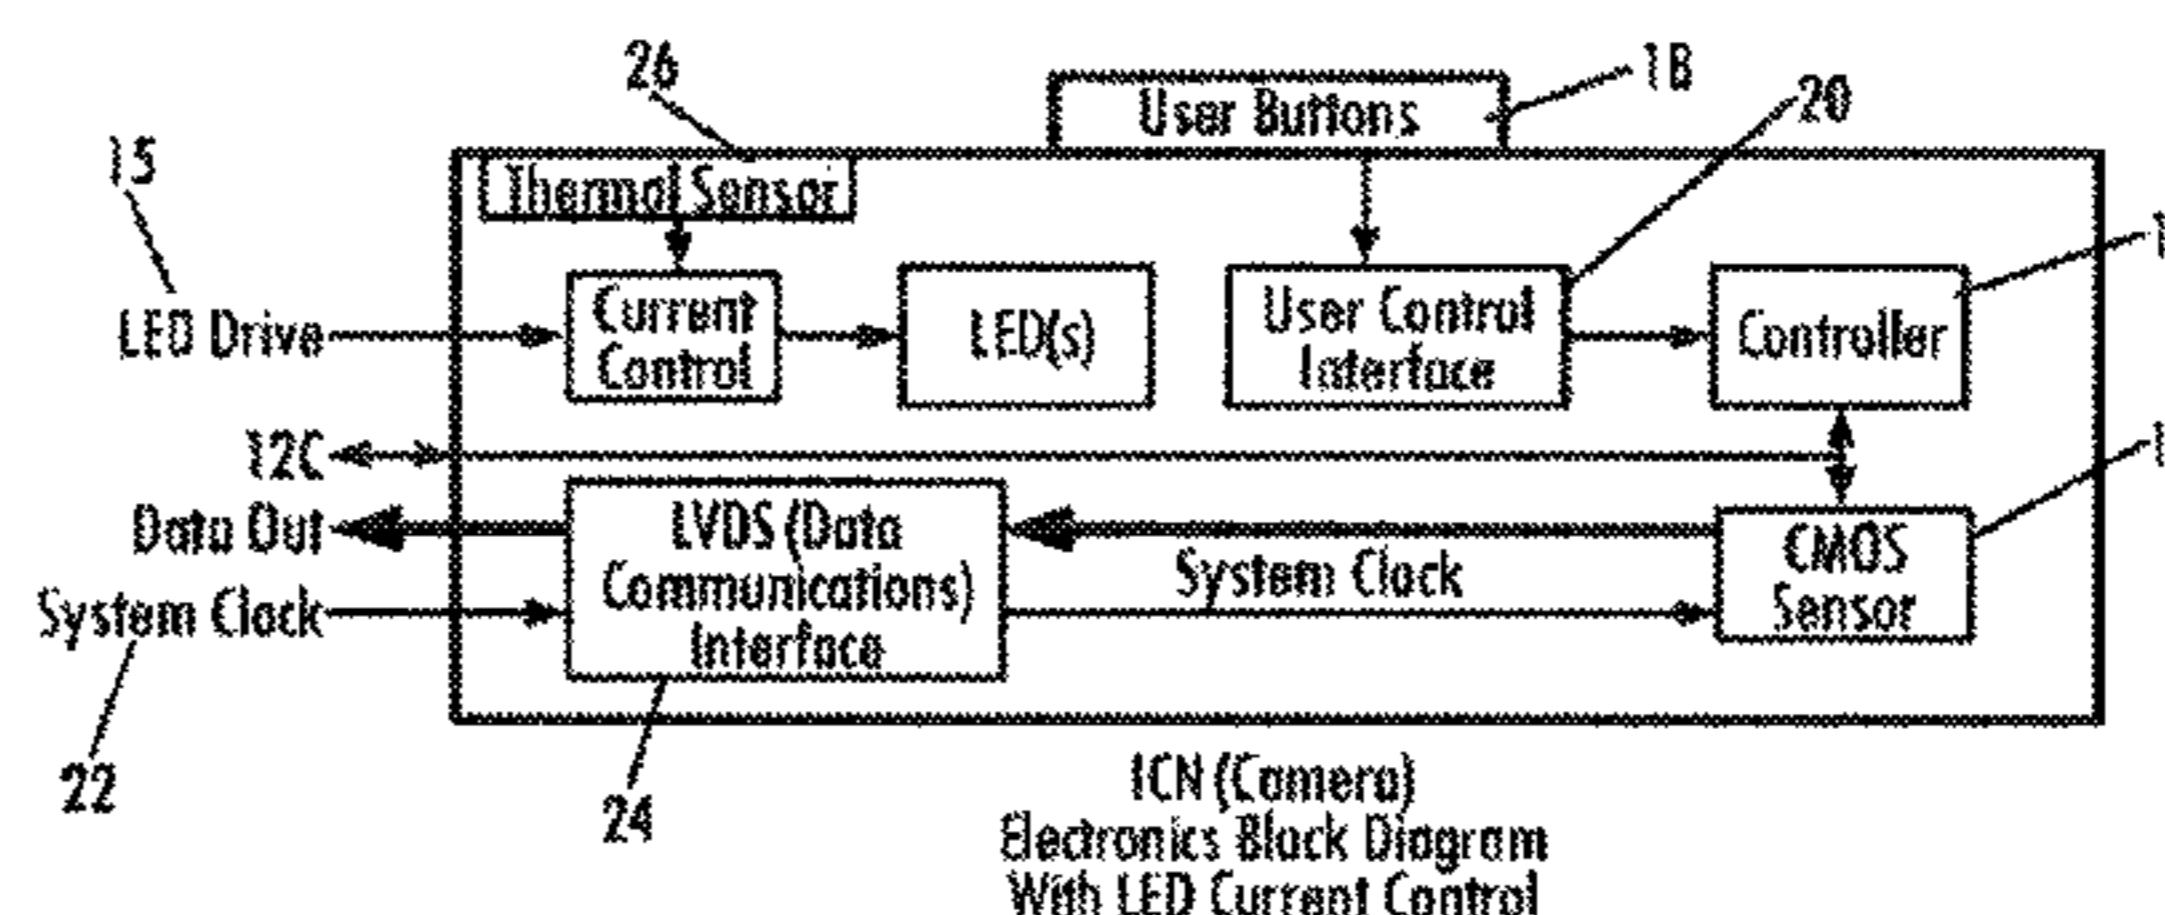 26
User Buttons
18
20
15
Thermal Sensor
LED Drive
Current
Control
LED(s)
User Control
Interface
Controller
12C
Data Out
System Clock
LVDS (Data
Communications)
Interface
System Clock
CMOS
Sensor
22
24
ICN (Camera)
Electronics Block Diagram
With LED Current Control